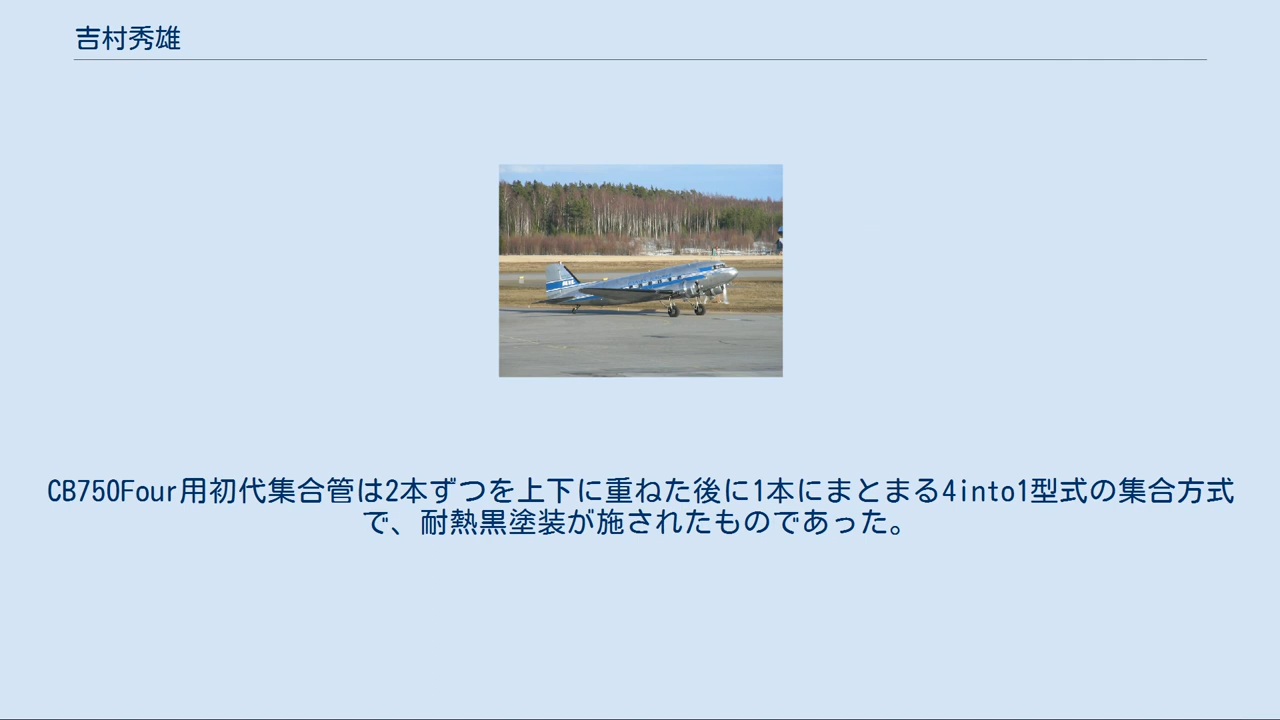 吉村秀雄
CB750Four用初代集合管は2本ずつを上下に重ねた後に1本にまとまる4into1型式の集合方式
で、耐熱黒塗装が施されたものであった。